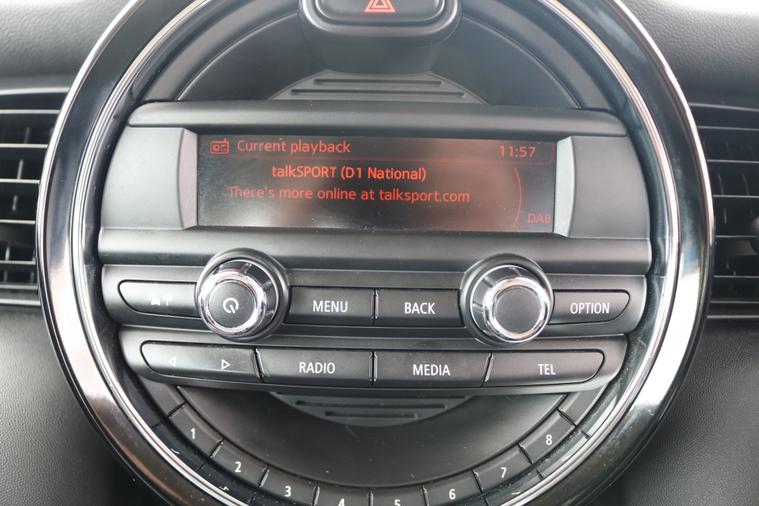 Current playback 11:57
talkSPORT (D1 National)
There's more online at talksport.com
DAB
MENU BACK OPTION
RADIO MEDIA TEL
1 2 3 4 5 6 7 8